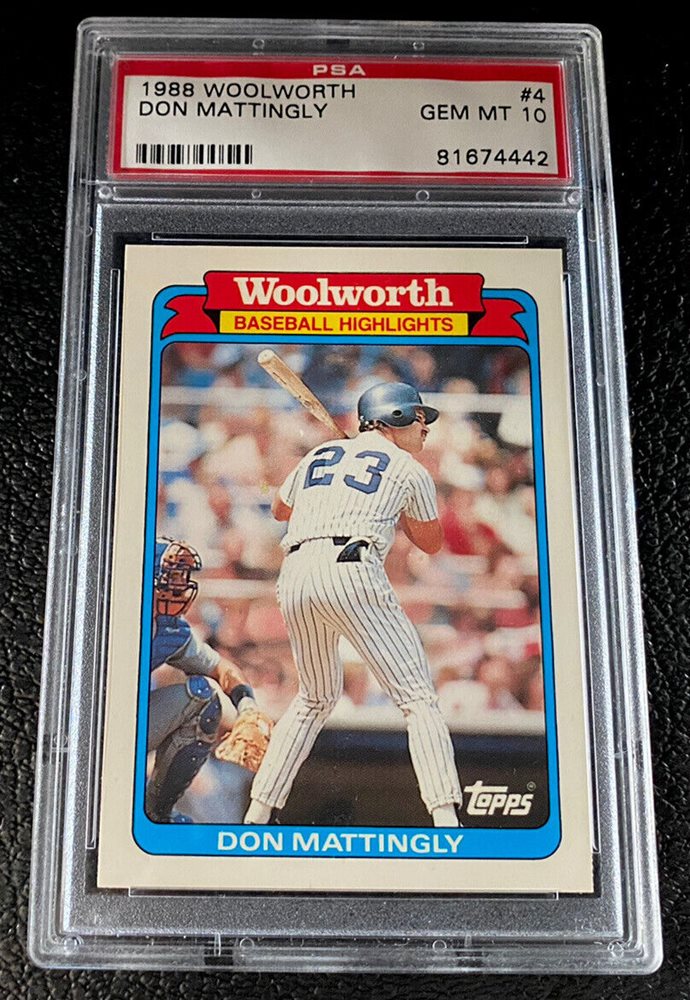 PSA
1988 WOOLWORTH #4
DON MATTINGLY GEM MT 10
81674442
Woolworth
BASEBALL HIGHLIGHTS
23
topps
DON MATTINGLY